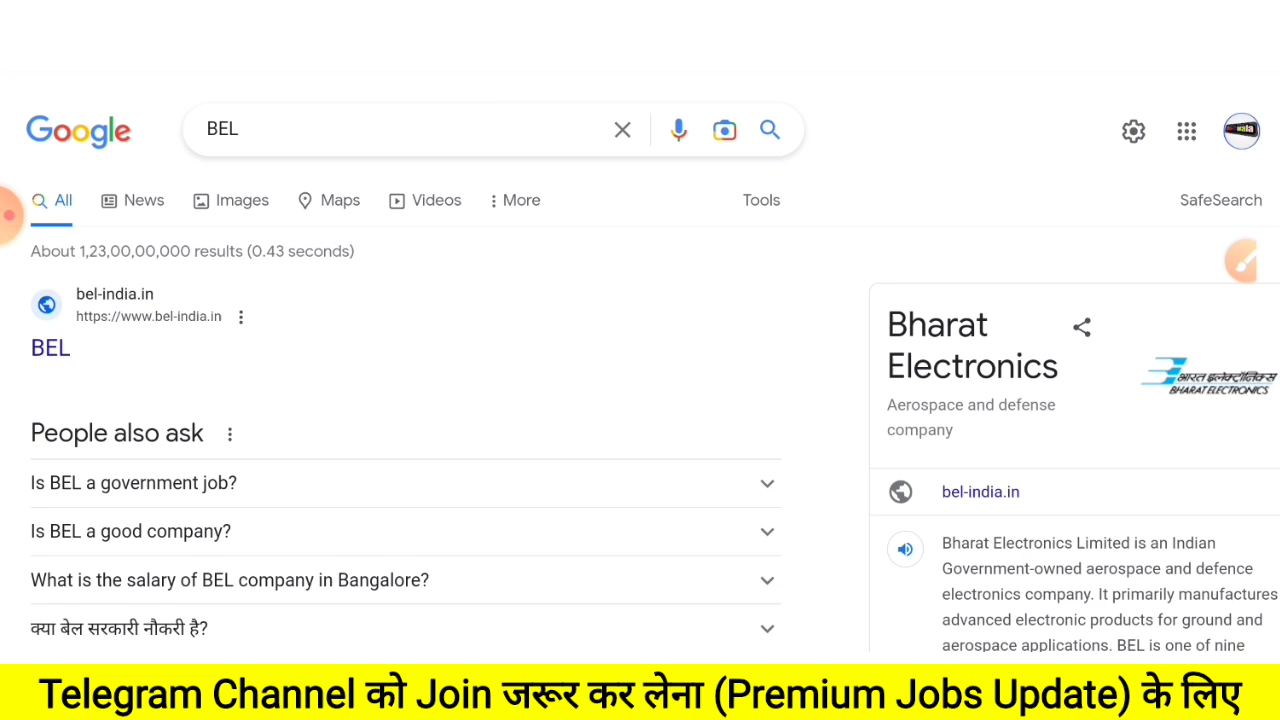 Google
BEL
All
News
Images
Maps
Videos
More
Tools
SafeSearch
About 1,23,00,00,000 results (0.43 seconds)
bel-india.in
https://www.bel-india.in
BEL
People also ask
Is BEL a government job?
Is BEL a good company?
What is the salary of BEL company in Bangalore?
क्या बेल सरकारी नौकरी है?
Bharat
Electronics
भारत इलेक्ट्रॉनिक्स
BHARAT ELECTRONICS
Aerospace and defense
company
bel-india.in
Bharat Electronics Limited is an Indian
Government-owned aerospace and defence
electronics company. It primarily manufactures
advanced electronic products for ground and
aerospace applications. BEL is one of nine
Telegram Channel को Join जरूर कर लेना (Premium Jobs Update) के लिए